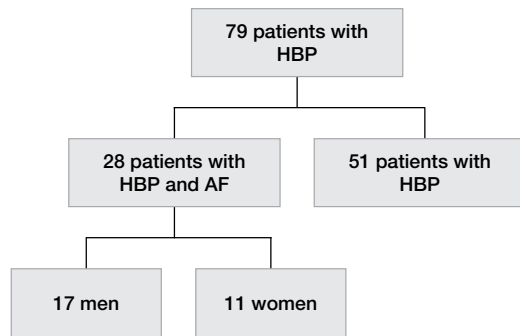 79 patients with
HBP
28 patients with
HBP and AF
51 patients with
HBP
17 men
11 women